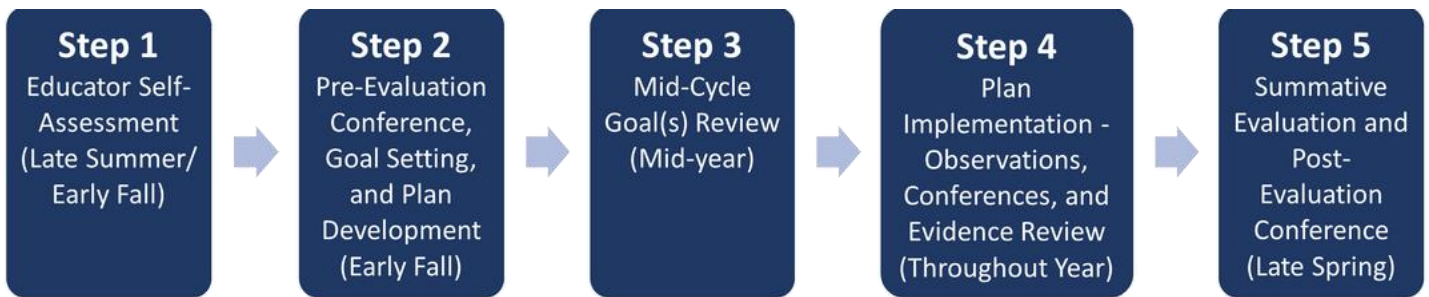 Step 1
Educator Self-
Assessment
(Late Summer/
Early Fall)
Step 2
Pre-Evaluation
Conference,
Goal Setting,
and Plan
Development
(Early Fall)
Step 3
Mid-Cycle
Goal(s) Review
(Mid-year)
Step 4
Plan
Implementation -
Observations,
Conferences, and
Evidence Review
(Throughout Year)
Step 5
Summative
Evaluation and
Post-
Evaluation
Conference
(Late Spring)